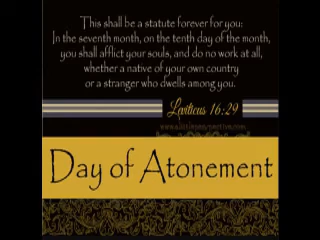 This shall be a statute forever for you:
In the seventh month, on the tenth day of the month,
you shall afflict your souls, and do no work at all,
whether a native of your own country
or a stranger who dwells among you.
Leviticus 16:29
Day of Atonement